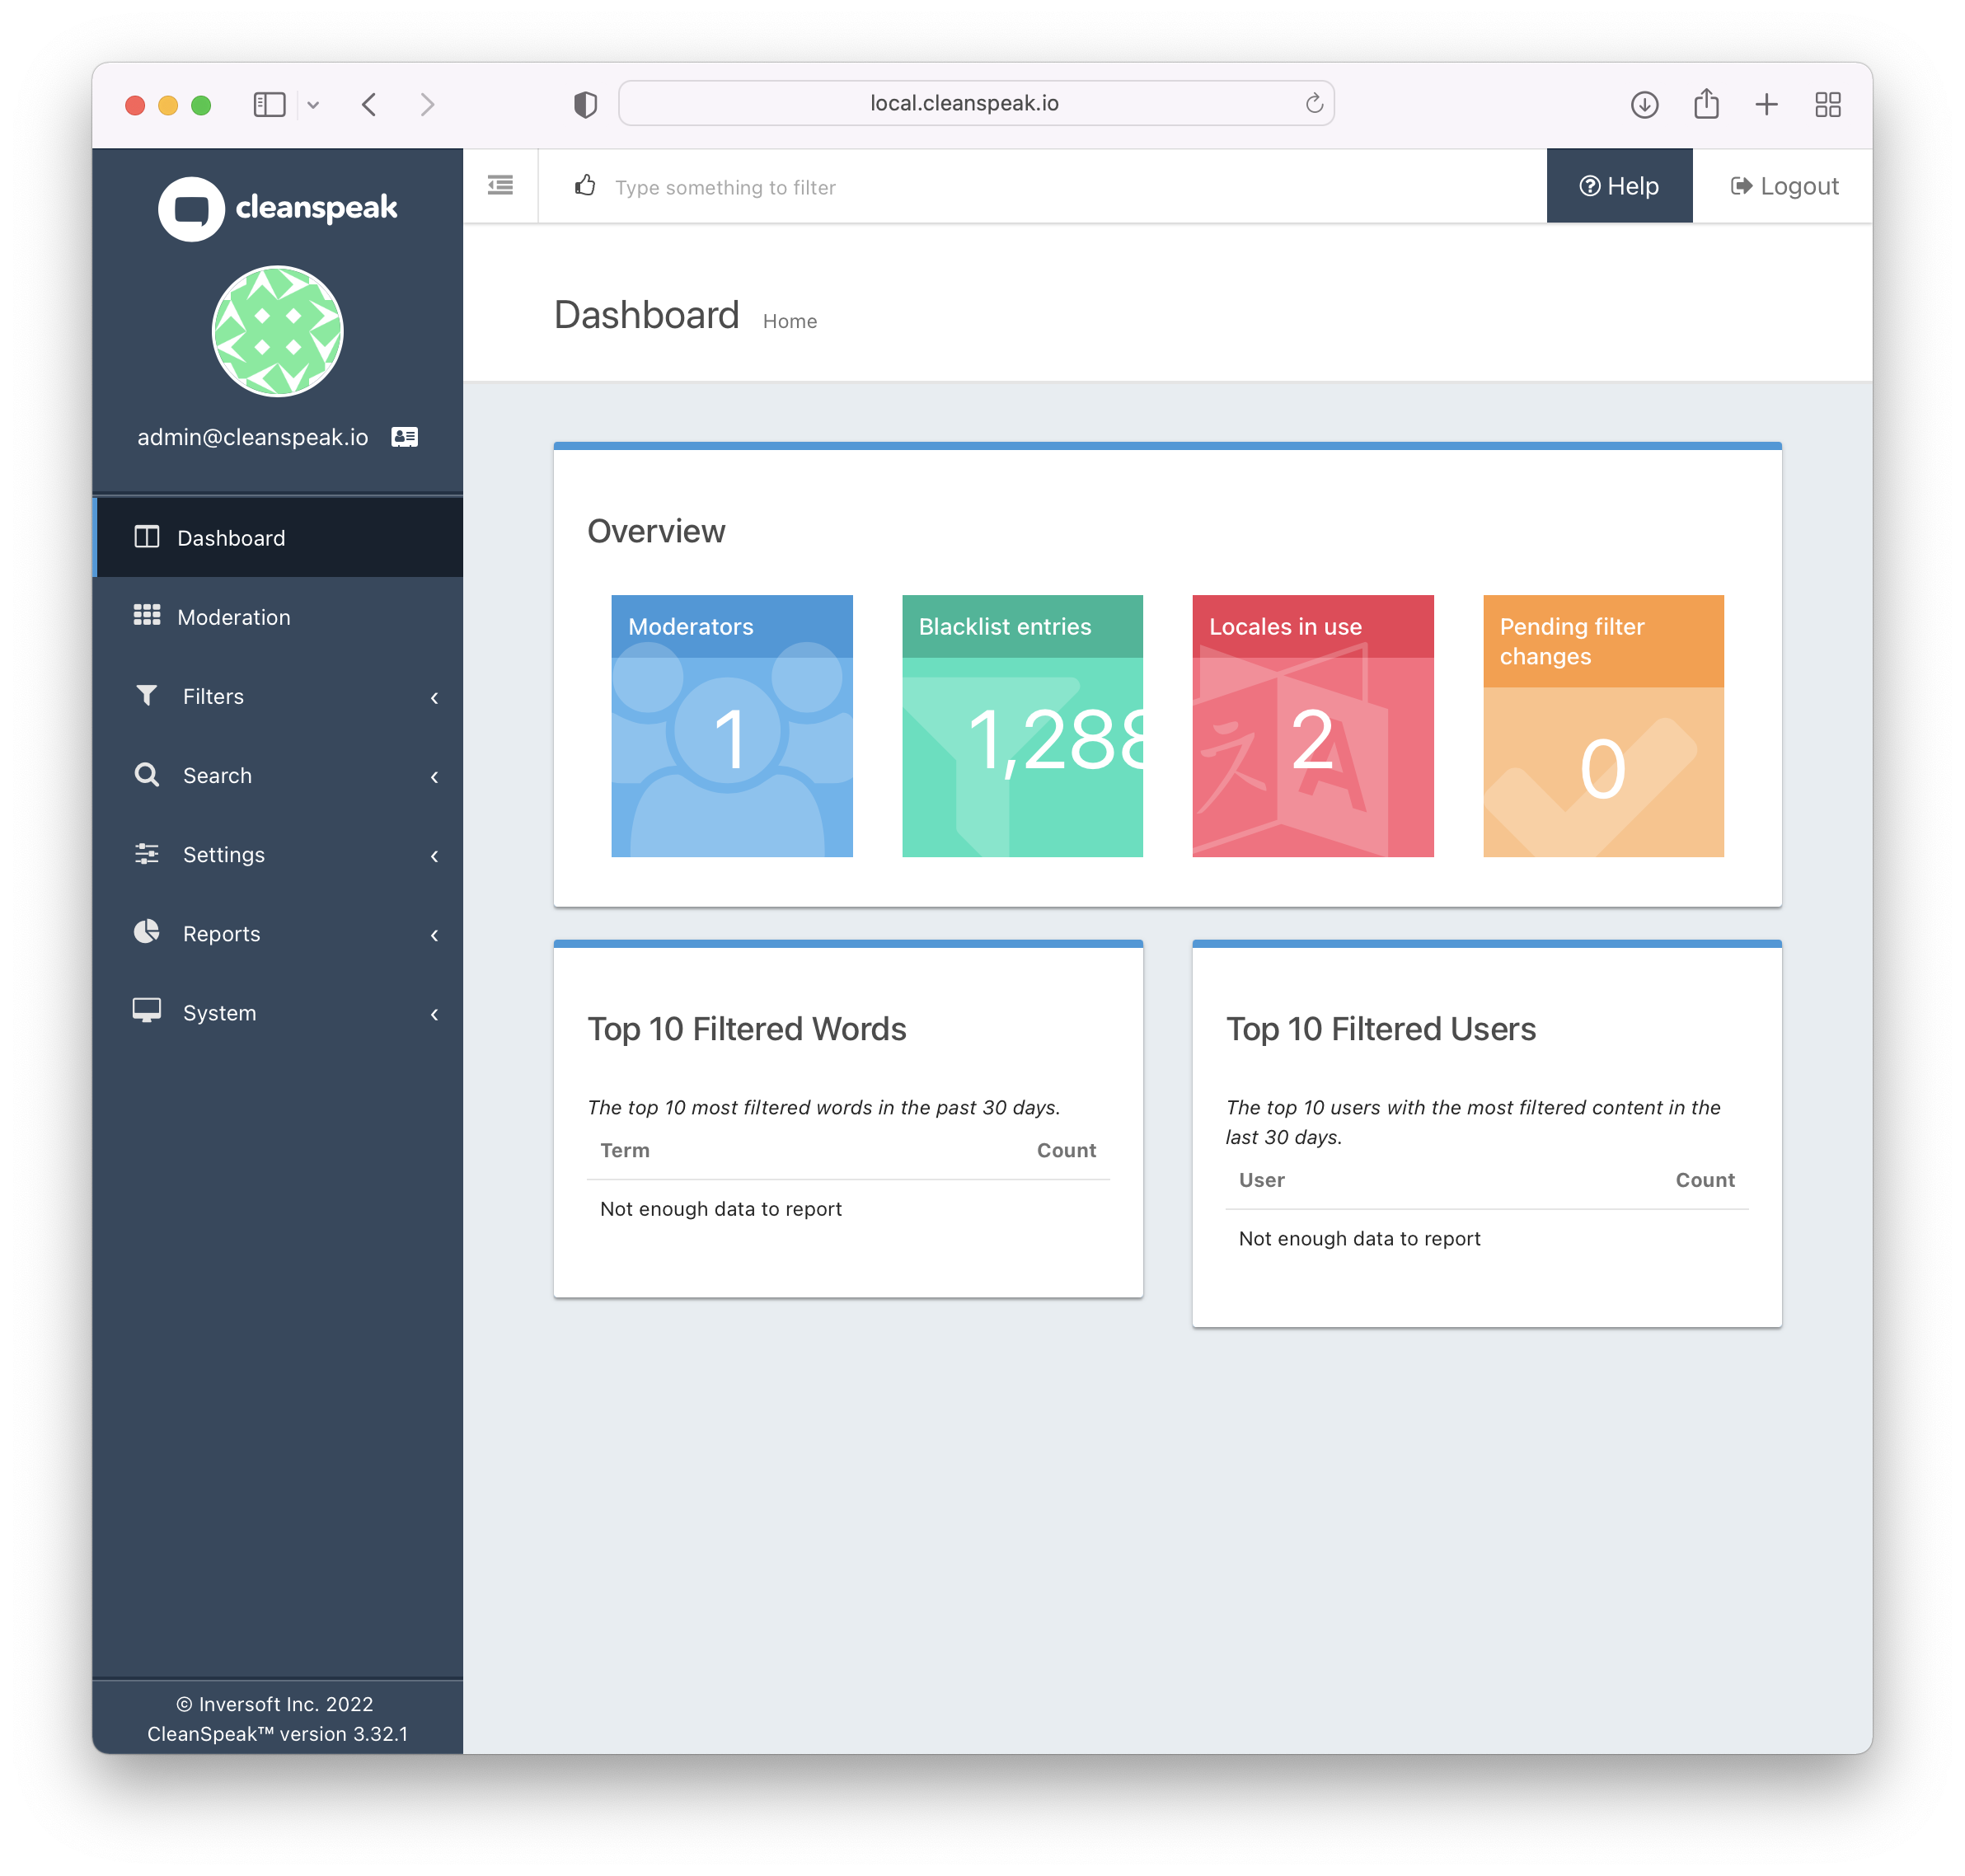 local.cleanspeak.io
cleanspeak
Type something to filter
Help
Logout
Dashboard Home
admin@cleanspeak.io
Dashboard
Moderation
Filters
Search
Settings
Reports
System
Overview
Moderators
1
Blacklist entries
1,288
Locales in use
2
Pending filter
changes
0
Top 10 Filtered Words
The top 10 most filtered words in the past 30 days.
Term Count
Not enough data to report
Top 10 Filtered Users
The top 10 users with the most filtered content in the
last 30 days.
User Count
Not enough data to report
© Inversoft Inc. 2022
CleanSpeak™ version 3.32.1